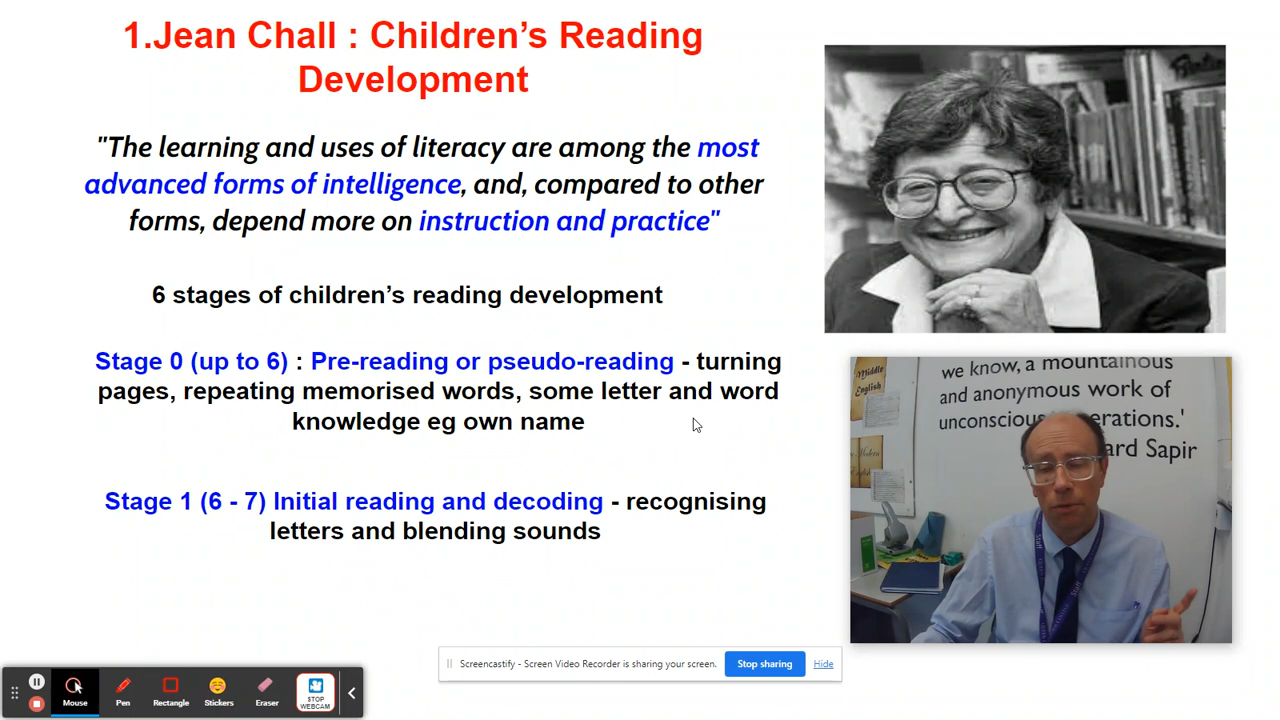 1.Jean Chall : Children’s Reading
Development
"The learning and uses of literacy are among the most
advanced forms of intelligence, and, compared to other
forms, depend more on instruction and practice"
6 stages of children’s reading development
Stage 0 (up to 6) : Pre-reading or pseudo-reading - turning
pages, repeating memorised words, some letter and word
knowledge eg own name
Stage 1 (6 - 7) Initial reading and decoding - recognising
letters and blending sounds
Middle
English
we know, a mountainous
and anonymous work of
unconscious erations.'
ard Sapir
Modern
Staff
Screencastify - Screen Video Recorder is sharing your screen.
Stop sharing
Hide
Mouse
Pen
Rectangle
Stickers
Eraser
STOP
WEBCAM